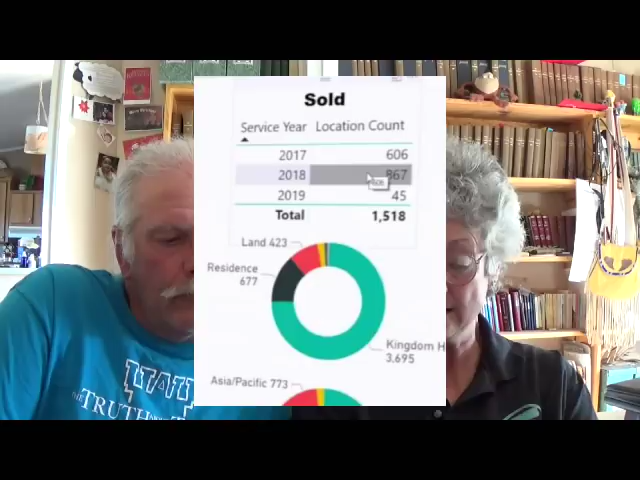 Sold
Service Year Location Count
2017 606
2018 867
2019 45
Total 1,518
Land 423
Residence
677
Kingdom H
3,695
Asia/Pacific 773
TRUTH